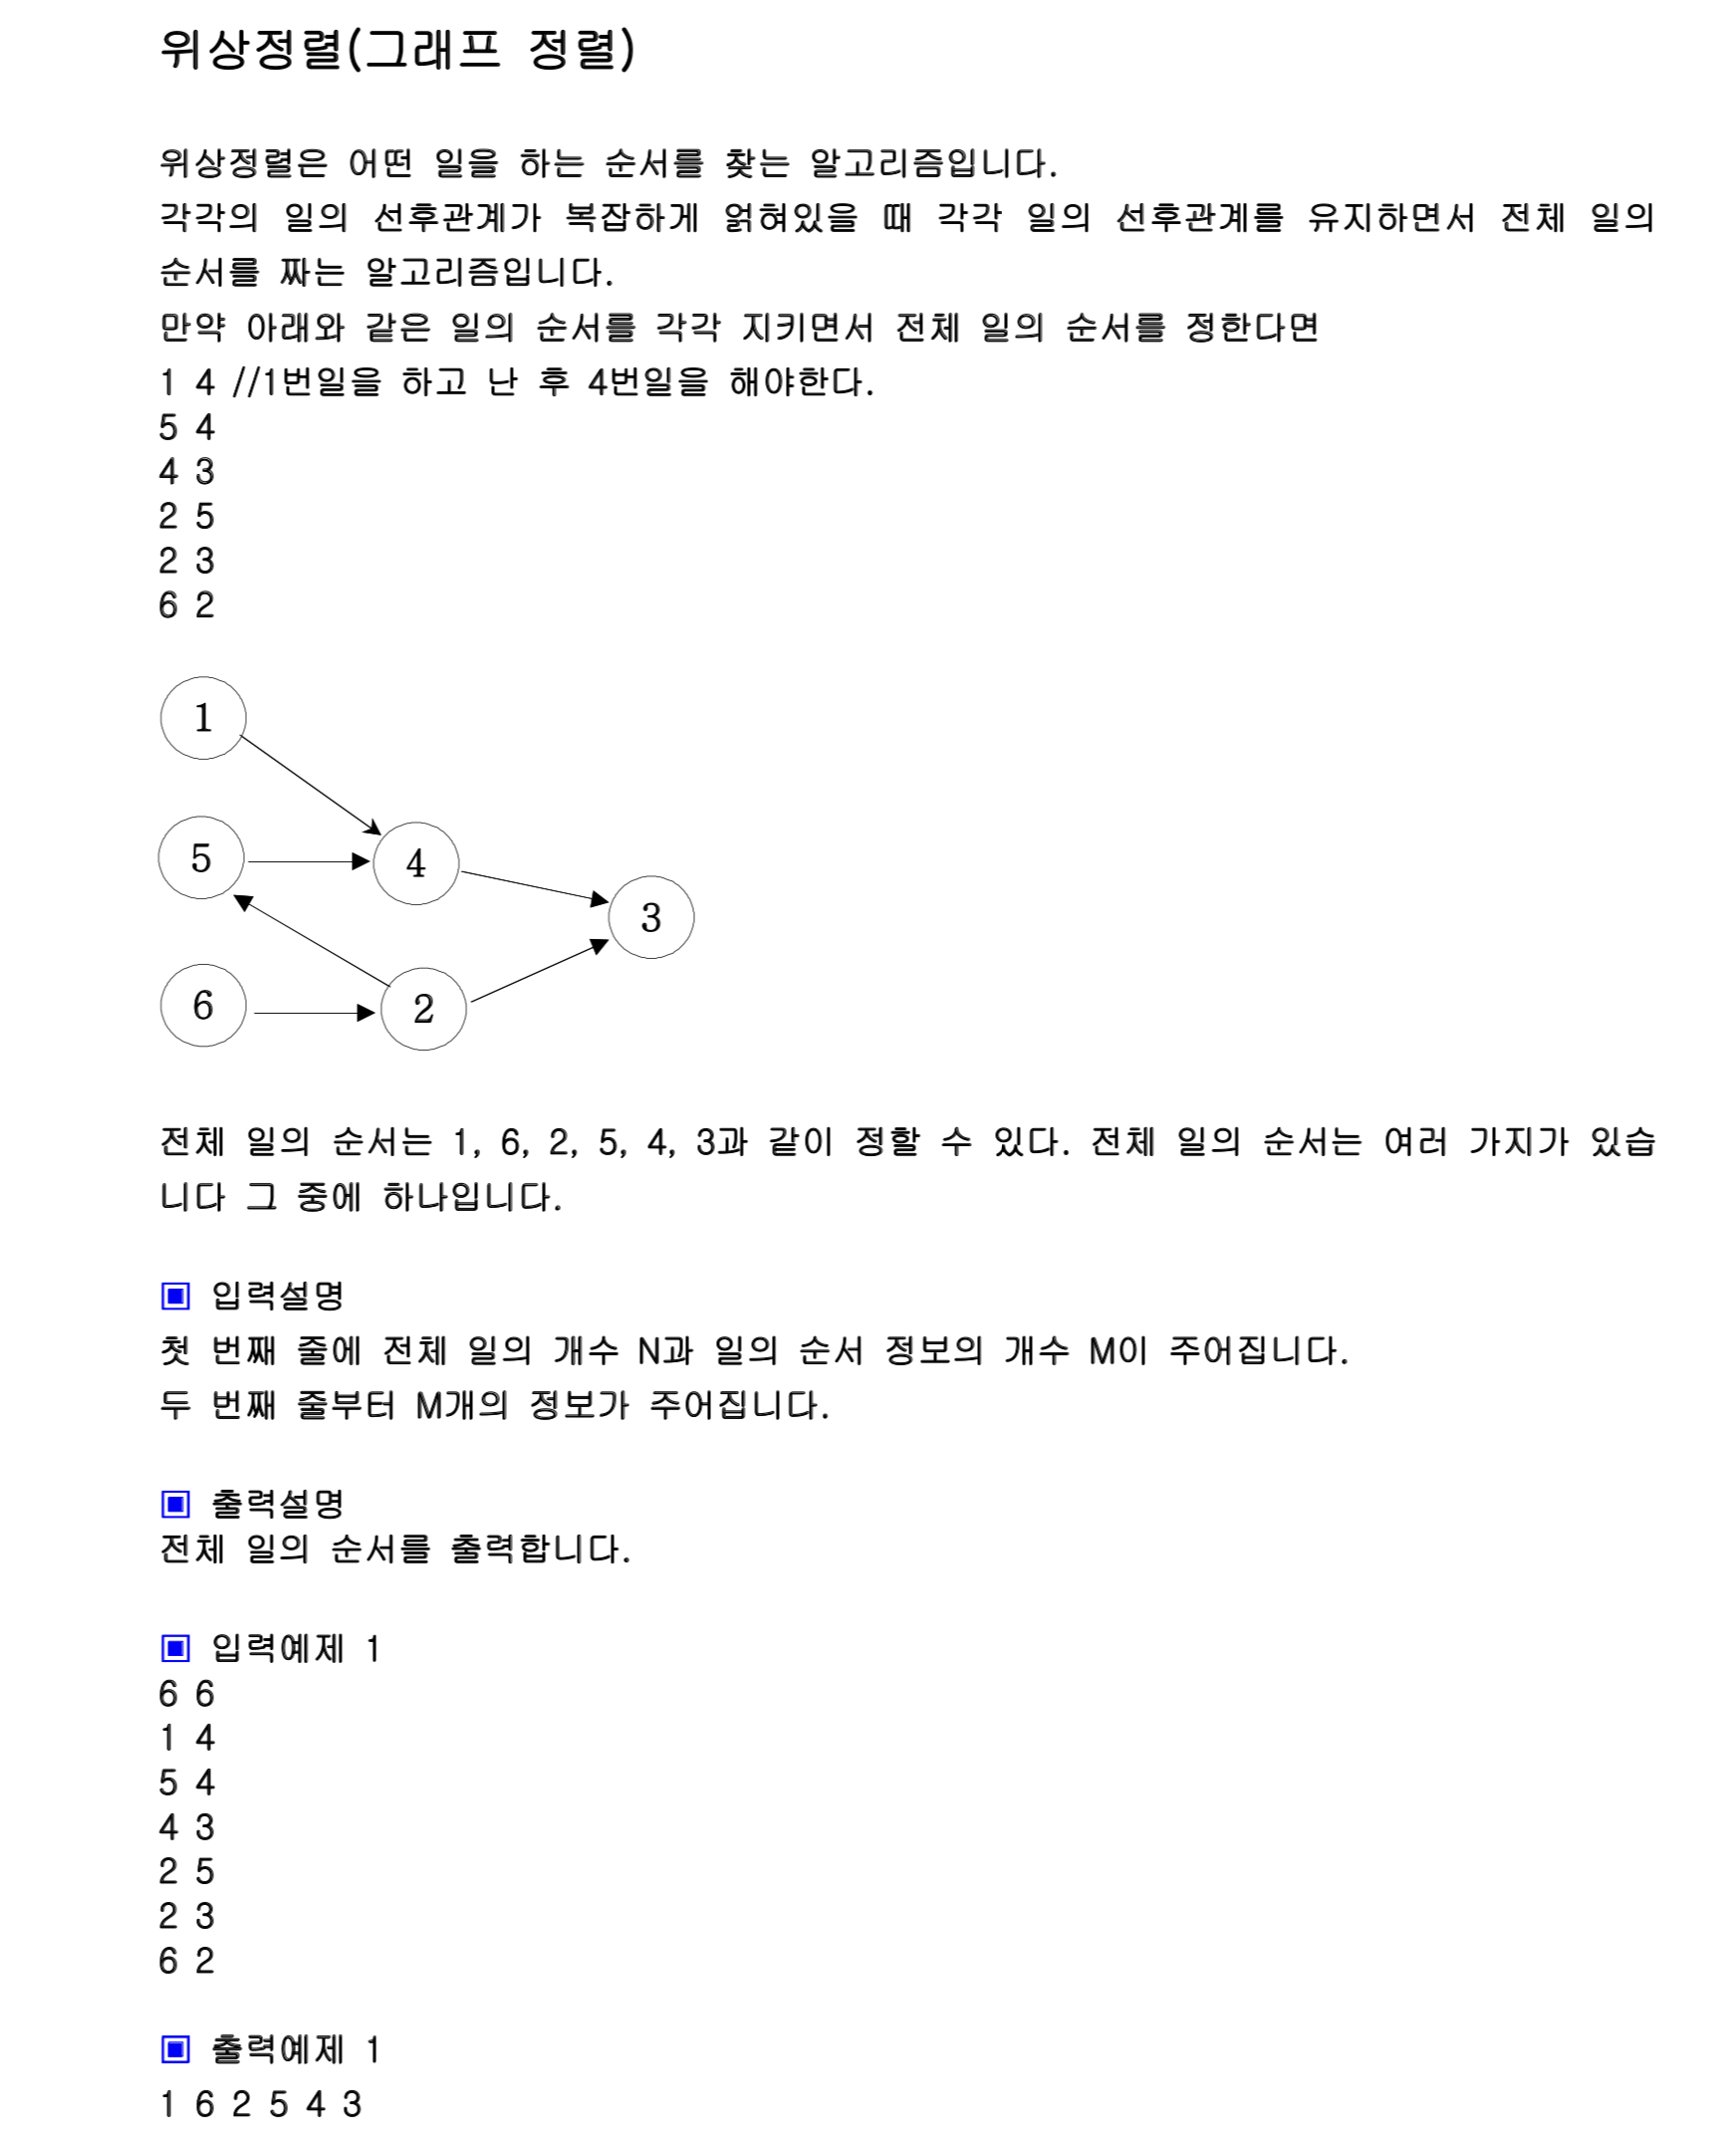 위상정렬(그래프 정렬)
위상정렬은 어떤 일을 하는 순서를 찾는 알고리즘입니다.
각각의 일의 선후관계가 복잡하게 얽혀있을 때 각각 일의 선후관계를 유지하면서 전체 일의
순서를 짜는 알고리즘입니다.
만약 아래와 같은 일의 순서를 각각 지키면서 전체 일의 순서를 정한다면
1 4 //1번일을 하고 난 후 4번일을 해야한다.
5 4
4 3
2 5
2 3
6 2
1
5
4
3
6
2
전체 일의 순서는 1, 6, 2, 5, 4, 3과 같이 정할 수 있다. 전체 일의 순서는 여러 가지가 있습
니다 그 중에 하나입니다.
▣ 입력설명
첫 번째 줄에 전체 일의 개수 N과 일의 순서 정보의 개수 M이 주어집니다.
두 번째 줄부터 M개의 정보가 주어집니다.
▣ 출력설명
전체 일의 순서를 출력합니다.
▣ 입력예제 1
6 6
1 4
5 4
4 3
2 5
2 3
6 2
▣ 출력예제 1
1 6 2 5 4 3